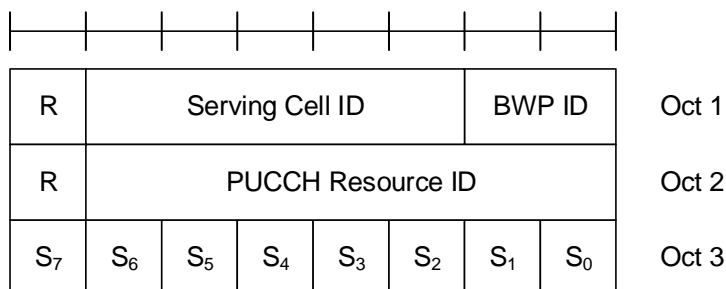 R Serving Cell ID BWP ID Oct 1
R PUCCH Resource ID Oct 2
S₇ S₆ S₅ S₄ S₃ S₂ S₁ S₀ Oct 3